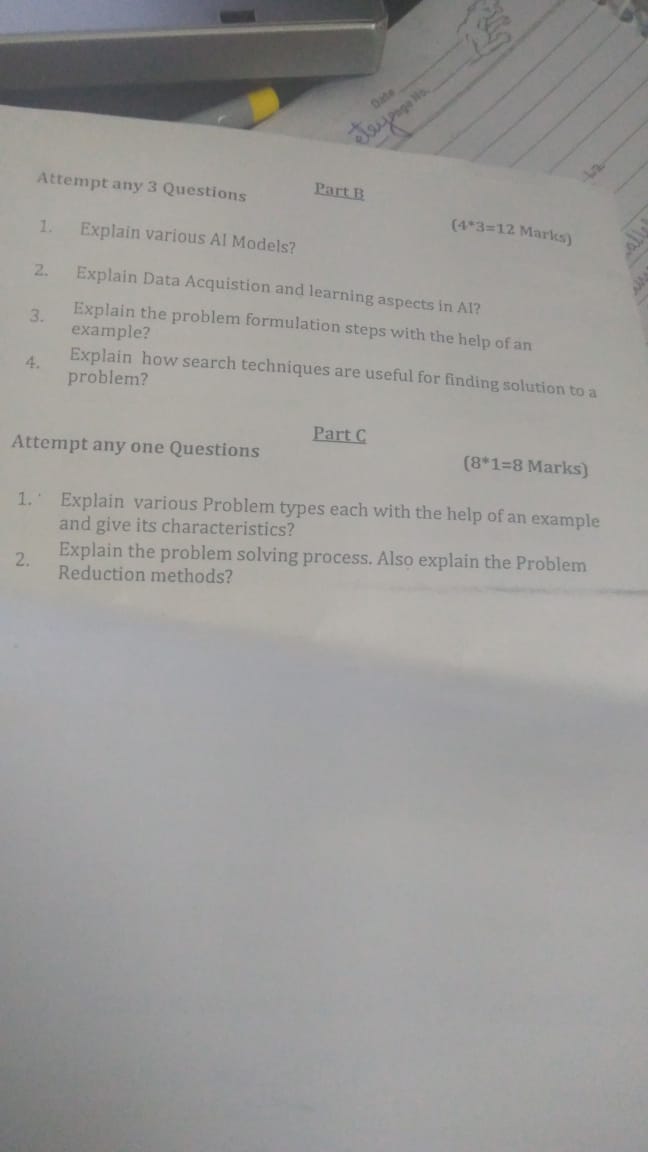 Date
Page No.
Part B
Attempt any 3 Questions
(4*3=12 Marks)
1. Explain various AI Models?
2. Explain Data Acquistion and learning aspects in AI?
3. Explain the problem formulation steps with the help of an
example?
4. Explain how search techniques are useful for finding solution to a
problem?
Part C
Attempt any one Questions
(8*1=8 Marks)
1. Explain various Problem types each with the help of an example
and give its characteristics?
2. Explain the problem solving process. Also explain the Problem
Reduction methods?